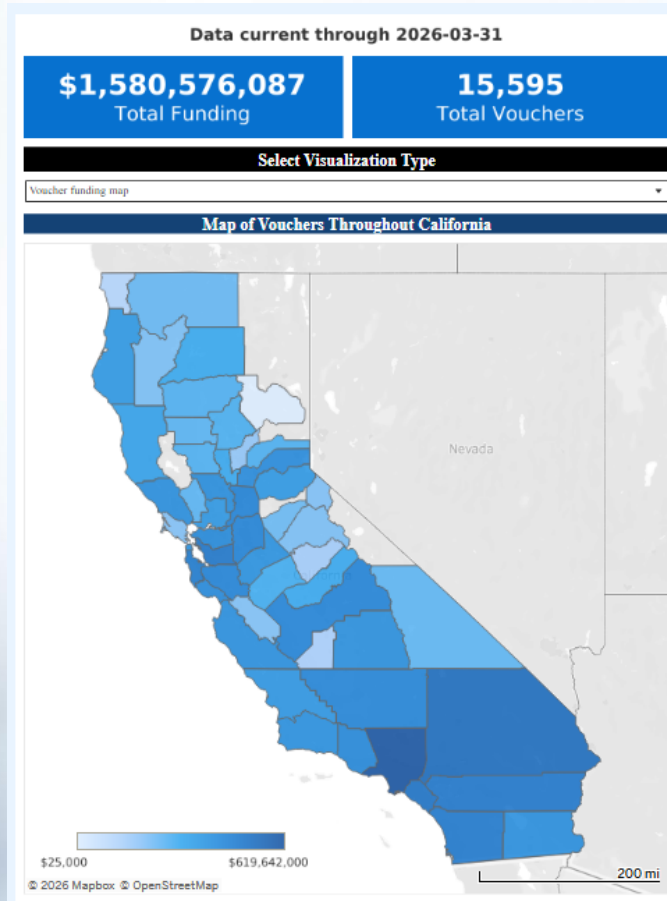 Data current through 2026-03-31
$1,580,576,087
Total Funding
15,595
Total Vouchers
Select Visualization Type
Voucher funding map
Map of Vouchers Throughout California
Nevada
$25,000
$619,642,000
200 mi
© 2026 Mapbox © OpenStreetMap